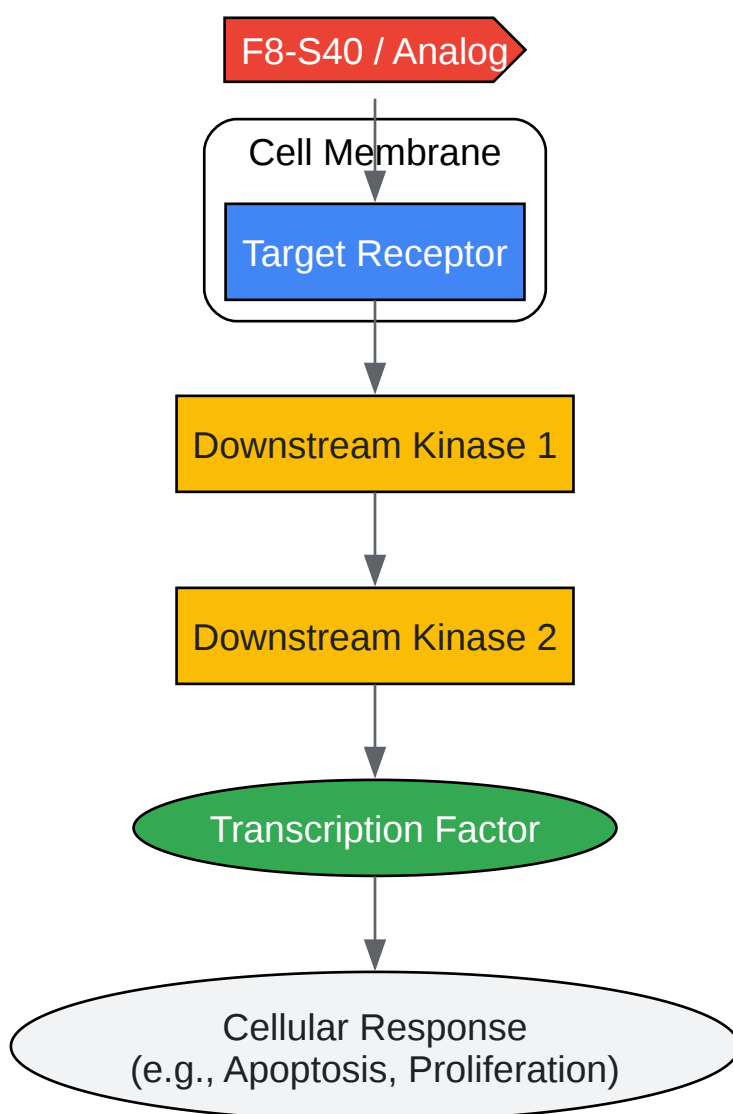 F8-S40 / Analog
Cell Membrane
Target Receptor
Downstream Kinase 1
Downstream Kinase 2
Transcription Factor
Cellular Response
(e.g., Apoptosis, Proliferation)